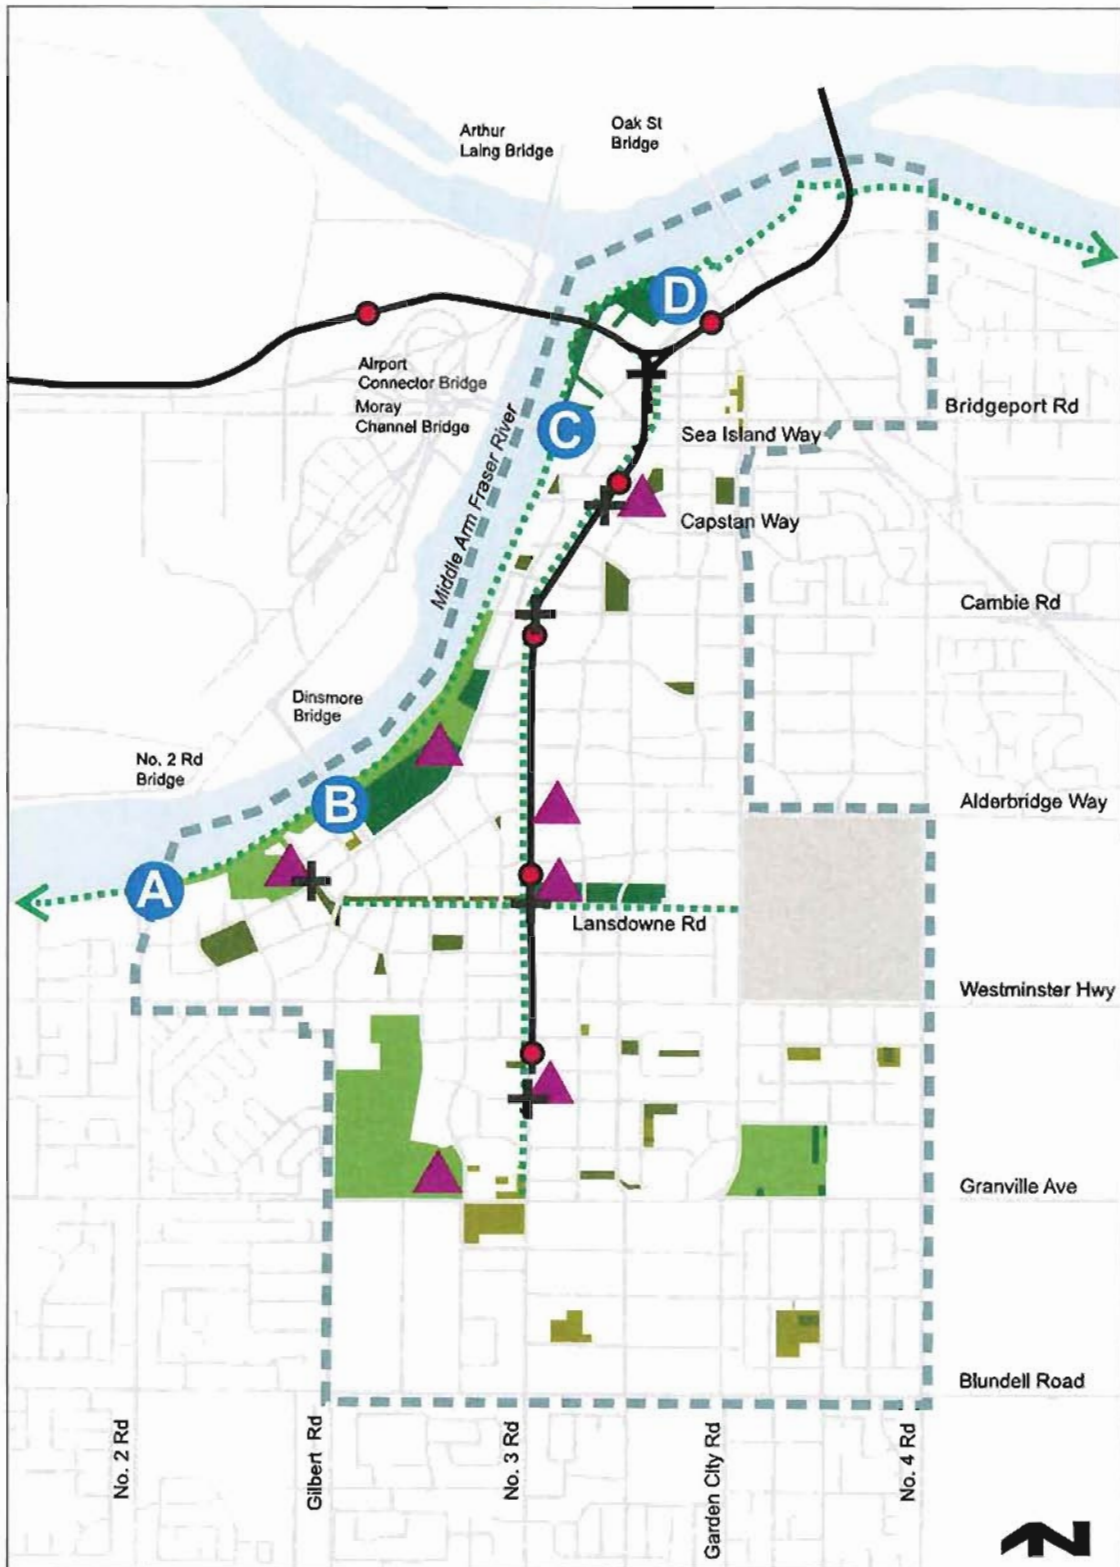 Arthur
Laing Bridge
Oak St
Bridge
D
Airport
Connector Bridge
Moray
Channel Bridge
Bridgeport Rd
C
Sea Island Way
Middle Arm Fraser River
Capstan Way
Cambie Rd
Dinsmore
Bridge
No. 2 Rd
Bridge
B
Alderbridge Way
A
Lansdowne Rd
Westminster Hwy
Granville Ave
Blundell Road
No. 2 Rd
Gilbert Rd
No. 3 Rd
Garden City Rd
No. 4 Rd
N